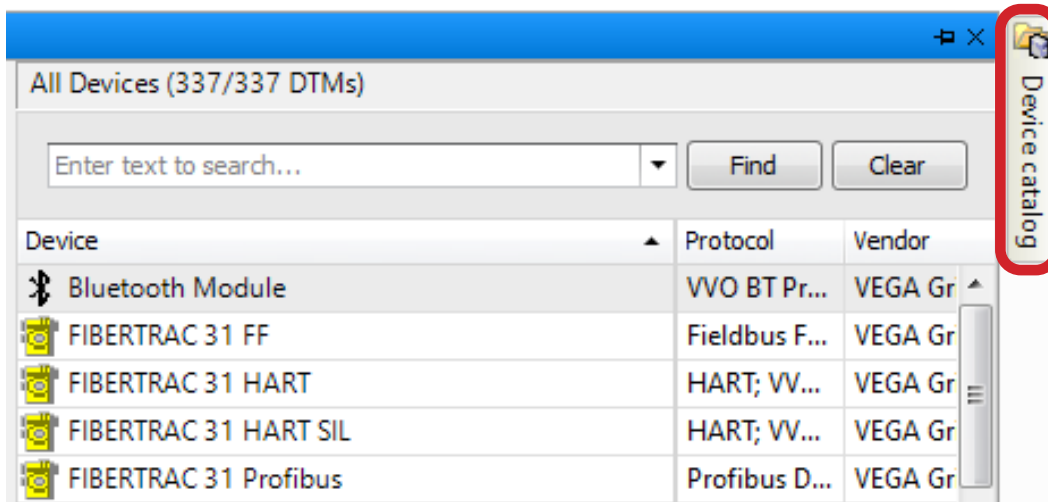 All Devices (337/337 DTMs)
Enter text to search...
Find
Clear
Device Protocol Vendor
Bluetooth Module VVO BT Pr... VEGA Gr
FIBERTRAC 31 FF Fieldbus F... VEGA Gr
FIBERTRAC 31 HART HART; VV... VEGA Gr
FIBERTRAC 31 HART SIL HART; VV... VEGA Gr
FIBERTRAC 31 Profibus Profibus D... VEGA Gr
Device catalog